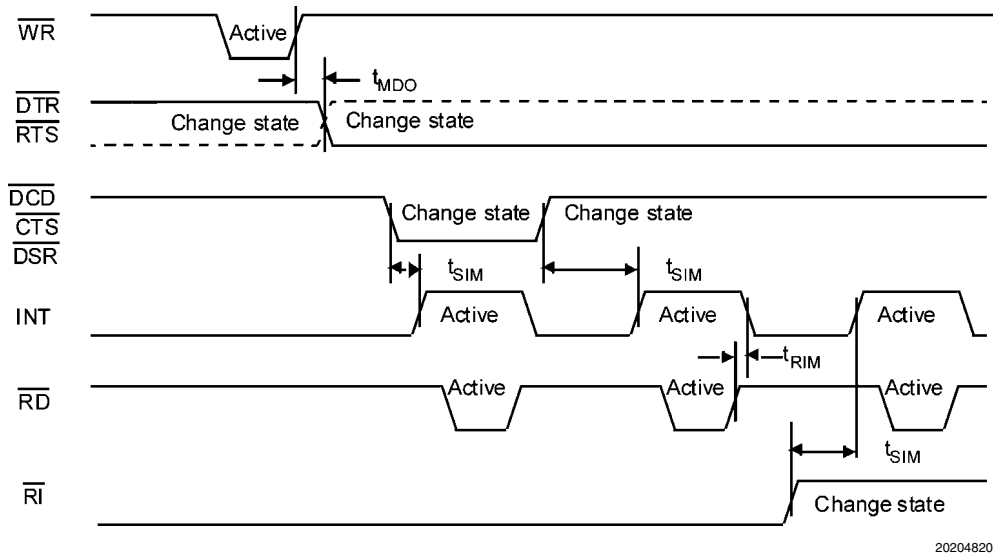 WR
Active
tMDO
DTR
RTS
Change state Change state
DCD
CTS
DSR
Change state Change state
tSIM tSIM
INT
Active Active Active
tRIM
RD
Active Active Active
tSIM
RI
Change state
20204820